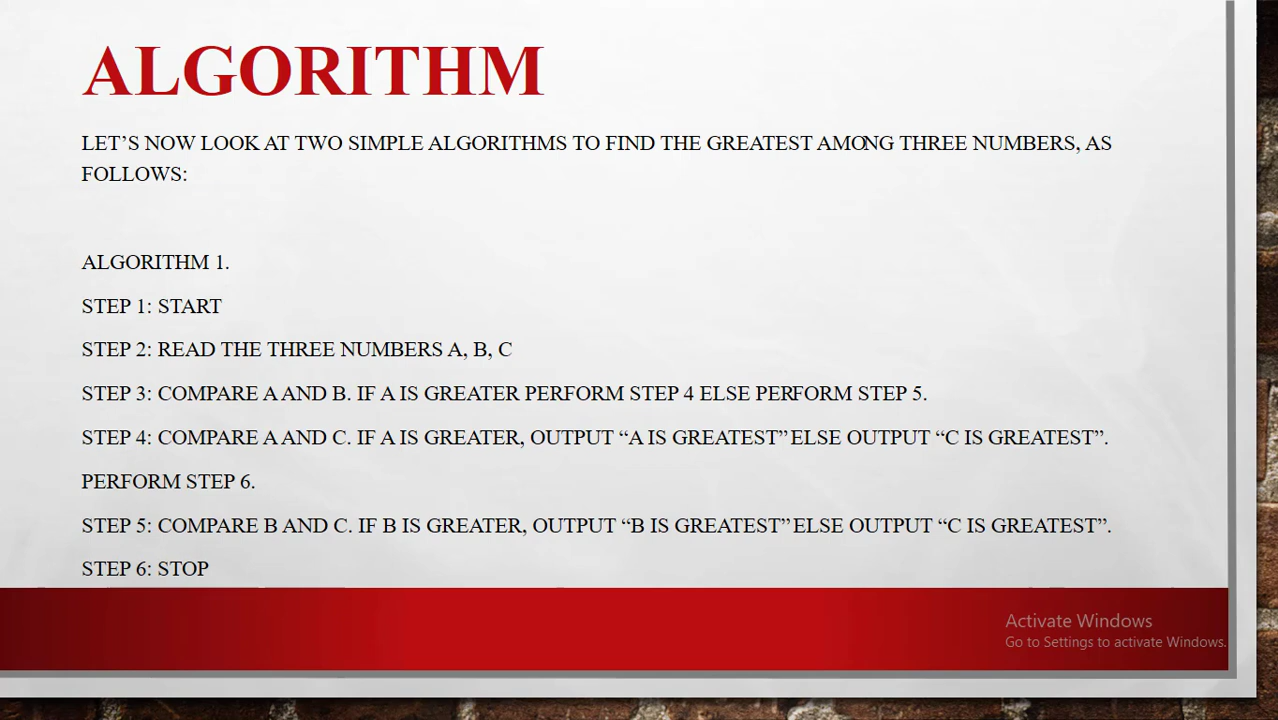 ALGORITHM
LET’S NOW LOOK AT TWO SIMPLE ALGORITHMS TO FIND THE GREATEST AMONG THREE NUMBERS, AS
FOLLOWS:
ALGORITHM 1.
STEP 1: START
STEP 2: READ THE THREE NUMBERS A, B, C
STEP 3: COMPARE A AND B. IF A IS GREATER PERFORM STEP 4 ELSE PERFORM STEP 5.
STEP 4: COMPARE A AND C. IF A IS GREATER, OUTPUT “A IS GREATEST” ELSE OUTPUT “C IS GREATEST”.
PERFORM STEP 6.
STEP 5: COMPARE B AND C. IF B IS GREATER, OUTPUT “B IS GREATEST” ELSE OUTPUT “C IS GREATEST”.
STEP 6: STOP
Activate Windows
Go to Settings to activate Windows.